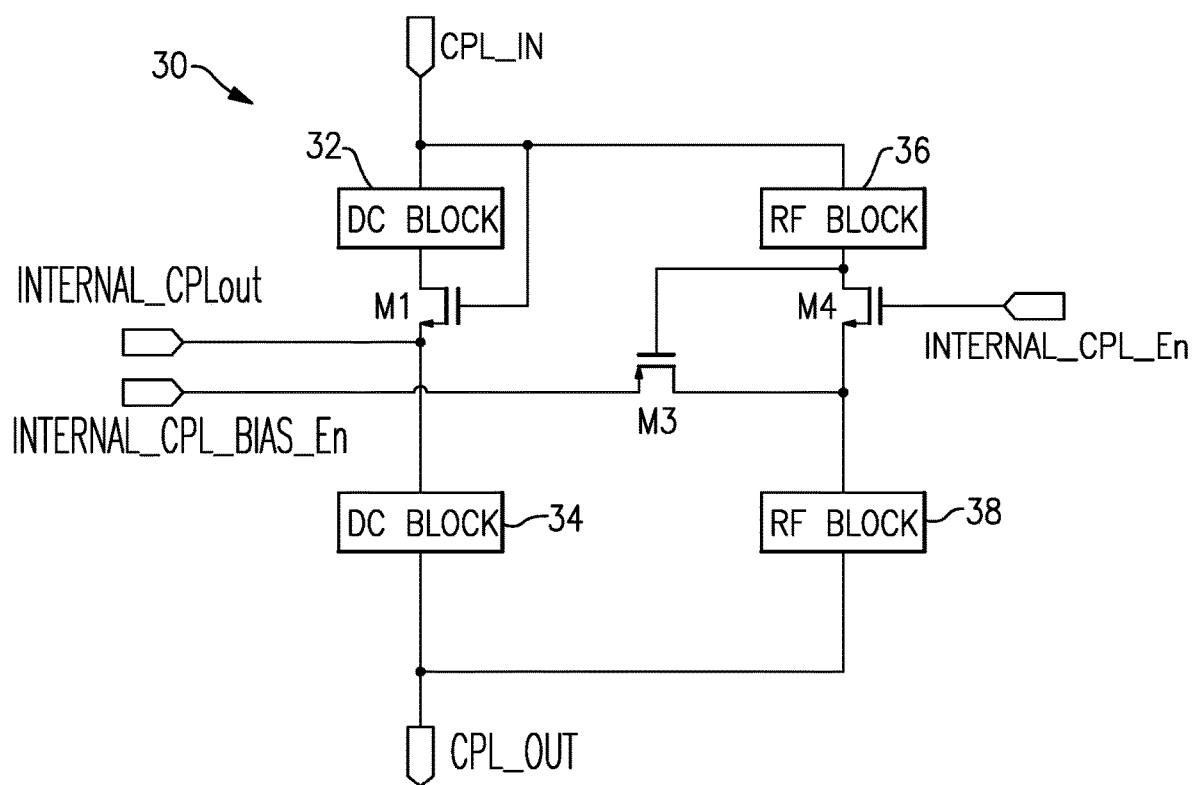 CPL_IN
30
32
36
DC BLOCK
RF BLOCK
INTERNAL_CPLout
M1
M4
INTERNAL_CPL_En
M3
INTERNAL_CPL_BIAS_En
DC BLOCK
34
RF BLOCK
38
CPL_OUT